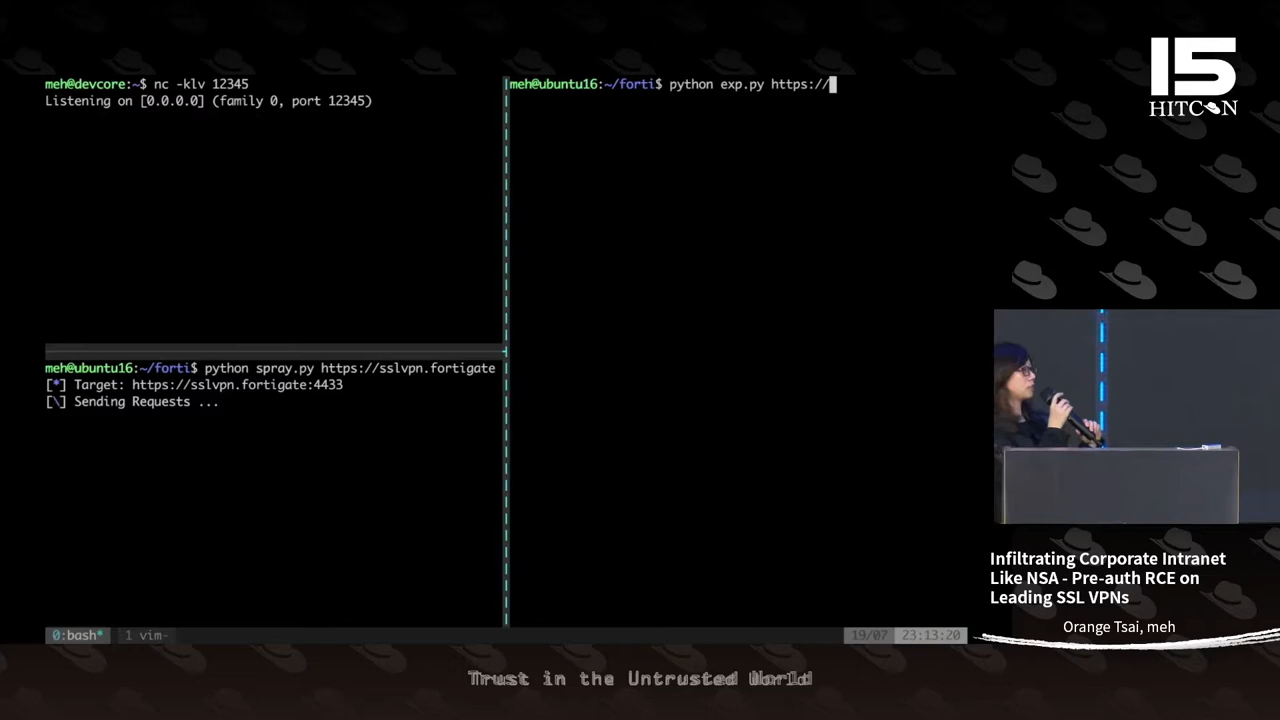 meh@devcore:~$ nc -klv 12345
Listening on [0.0.0.0] (family 0, port 12345)
meh@ubuntu16:~/forti$ python exp.py https://
meh@ubuntu16:~/forti$ python spray.py https://sslvpn.fortigate
[*] Target: https://sslvpn.fortigate:4433
[\] Sending Requests ...
0:bash* 1 vim- 19/07 23:13:20
15
HITCON
Infiltrating Corporate Intranet
Like NSA - Pre-auth RCE on
Leading SSL VPNs
Orange Tsai, meh
Trust in the Untrusted World